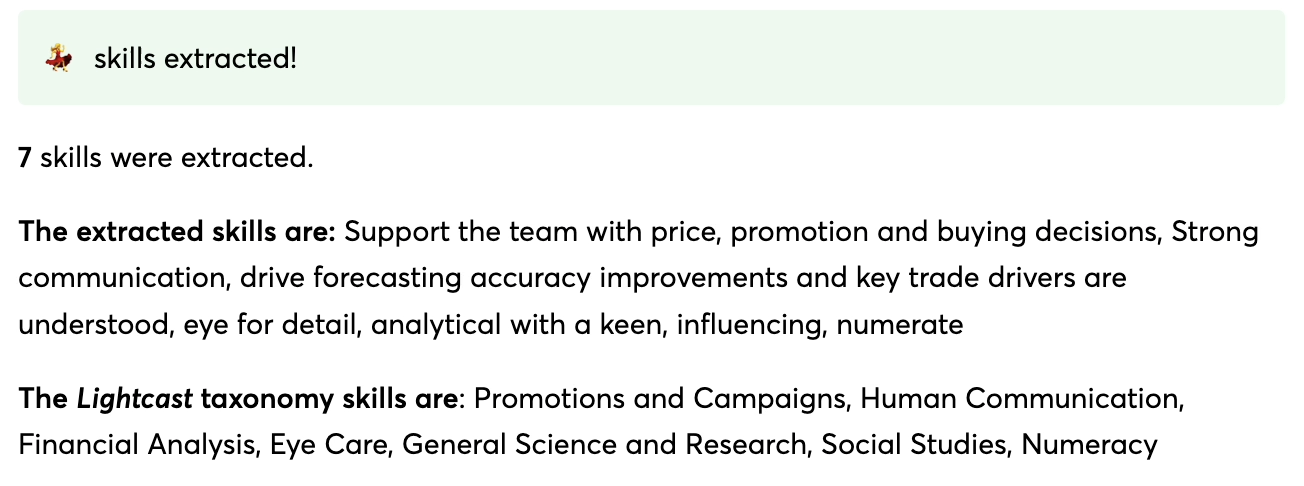 skills extracted!
7 skills were extracted.
The extracted skills are: Support the team with price, promotion and buying decisions, Strong
communication, drive forecasting accuracy improvements and key trade drivers are
understood, eye for detail, analytical with a keen, influencing, numerate
The Lightcast taxonomy skills are: Promotions and Campaigns, Human Communication,
Financial Analysis, Eye Care, General Science and Research, Social Studies, Numeracy